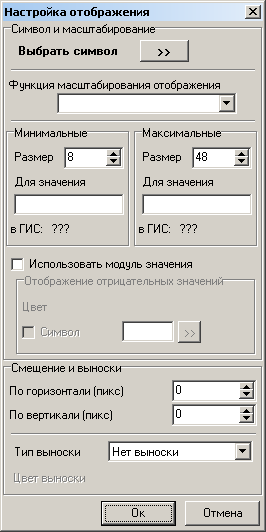 Настройка отображения
Символ и масштабирование
Выбрать символ >>
Функция масштабирования отображения
Минимальные
Размер 8
Для значения
в ГИС: ???
Максимальные
Размер 48
Для значения
в ГИС: ???
Использовать модуль значения
Отображение отрицательных значений
Цвет
Символ >>
Смещение и выноски
По горизонтали (пикс) 0
По вертикали (пикс) 0
Тип выноски Нет выноски
Цвет выноски
Ок Отмена